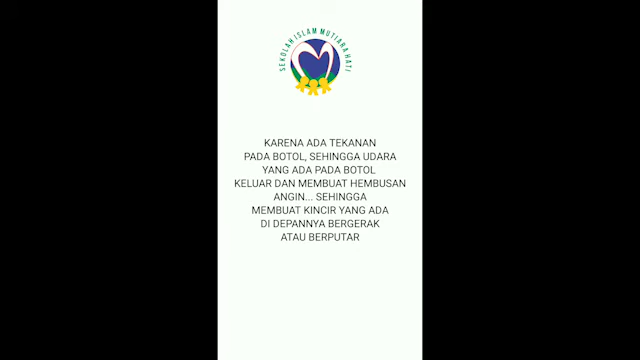 SEKOLAH ISLAM MUTIARA HATI
KARENA ADA TEKANAN
PADA BOTOL, SEHINGGA UDARA
YANG ADA PADA BOTOL
KELUAR DAN MEMBUAT HEMBUSAN
ANGIN... SEHINGGA
MEMBUAT KINCIR YANG ADA
DI DEPANNYA BERGERAK
ATAU BERPUTAR